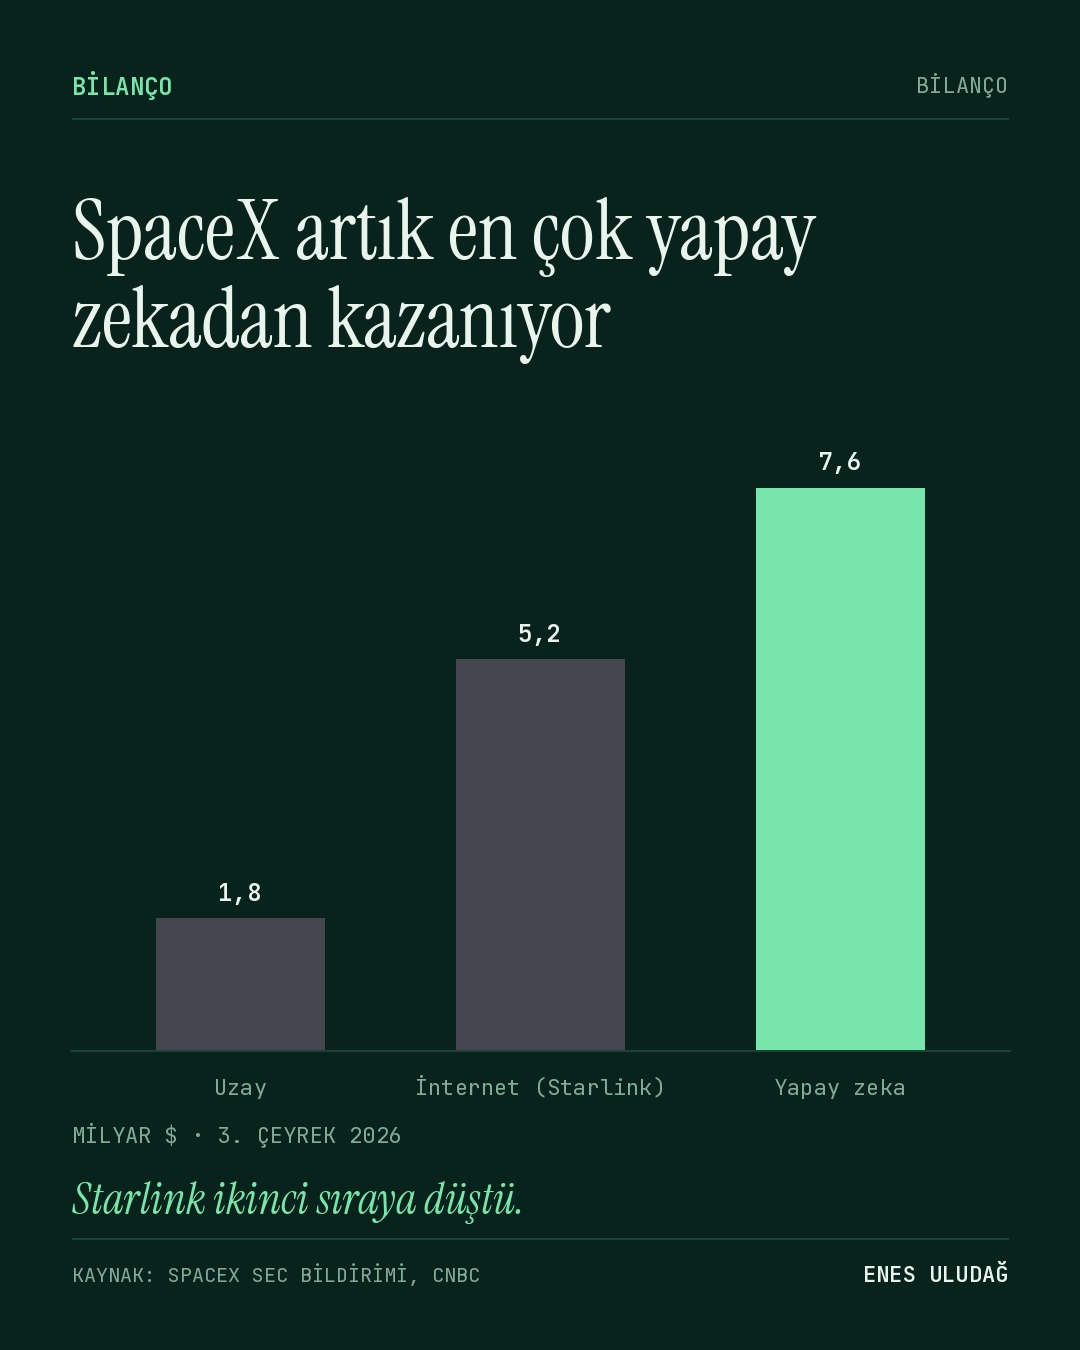 BİLANÇO
BİLANÇO
SpaceX artık en çok yapay
zekadan kazanıyor
7,6
5,2
1,8
Uzay
İnternet (Starlink)
Yapay zeka
MİLYAR $ · 3. ÇEYREK 2026
Starlink ikinci sıraya düştü.
KAYNAK: SPACEX SEC BİLDİRİMİ, CNBC
ENES ULUDAĞ